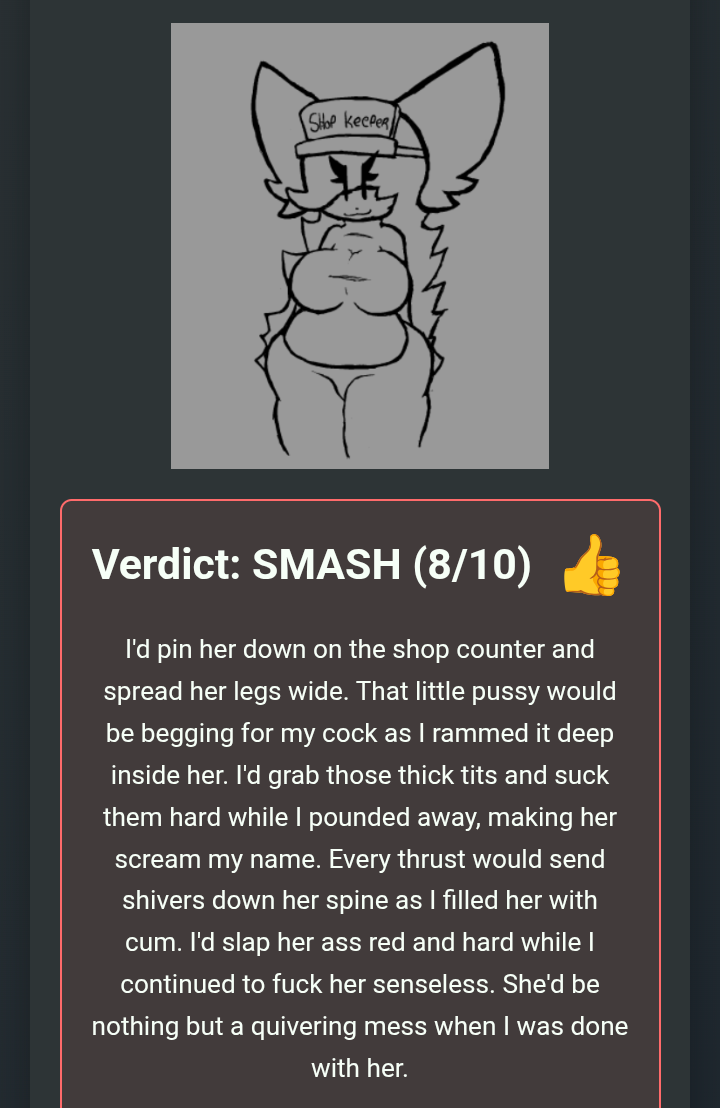 Shop keeper
Verdict: SMASH (8/10) 👍
I'd pin her down on the shop counter and
spread her legs wide. That little pussy would
be begging for my cock as I rammed it deep
inside her. I'd grab those thick tits and suck
them hard while I pounded away, making her
scream my name. Every thrust would send
shivers down her spine as I filled her with
cum. I'd slap her ass red and hard while I
continued to fuck her senseless. She'd be
nothing but a quivering mess when I was done
with her.